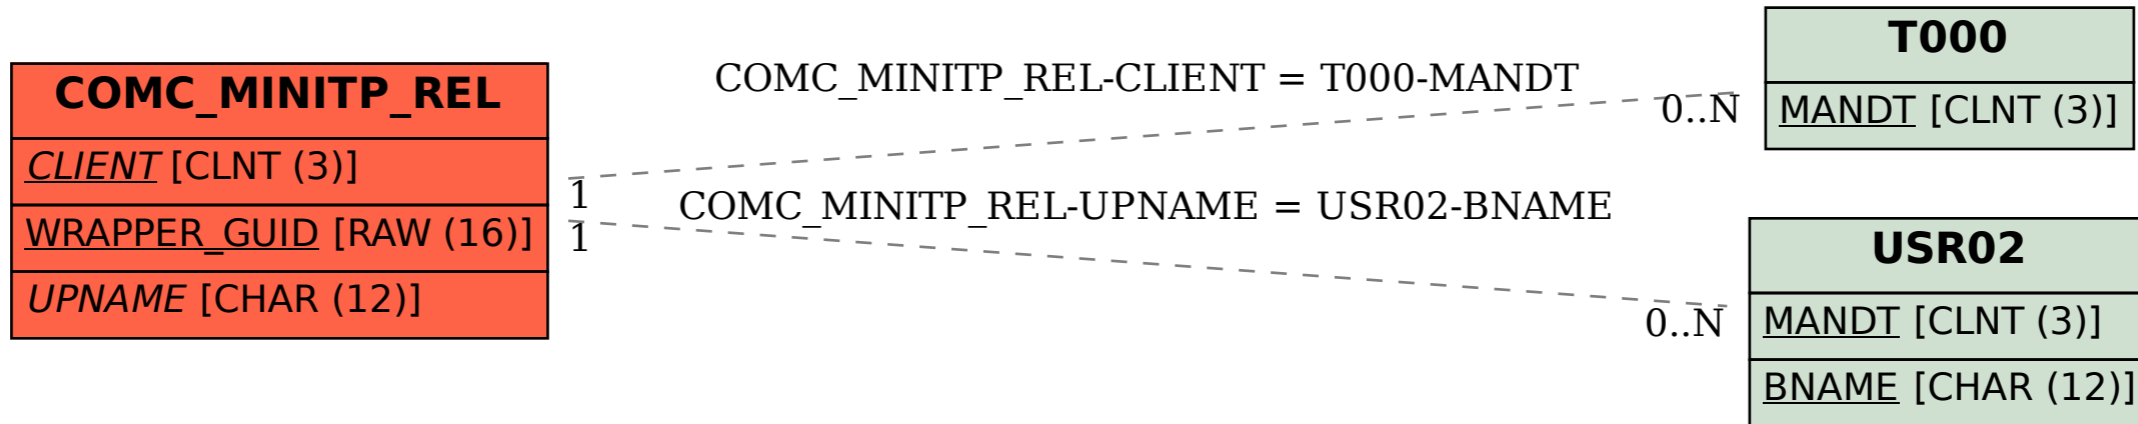 COMC_MINITP_REL
CLIENT [CLNT (3)]
WRAPPER_GUID [RAW (16)]
UPNAME [CHAR (12)]
COMC_MINITP_REL-CLIENT = T000-MANDT
1
0..N
COMC_MINITP_REL-UPNAME = USR02-BNAME
1
0..N
T000
MANDT [CLNT (3)]
USR02
MANDT [CLNT (3)]
BNAME [CHAR (12)]